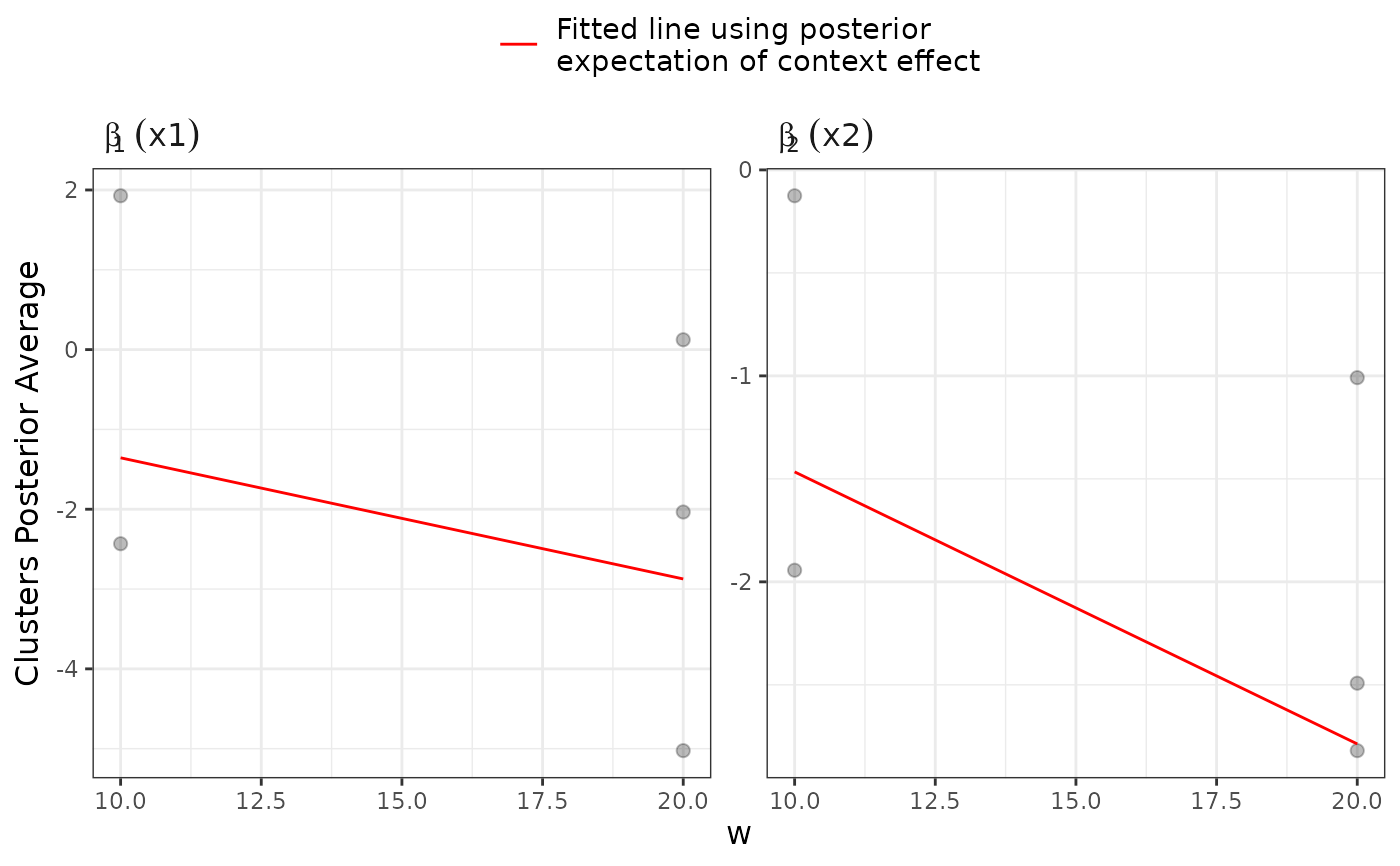 Fitted line using posterior
expectation of context effect
β₁ (x1)
β₂ (x2)
Clusters Posterior Average
2
0
-2
-4
0
-1
-2
10.0 12.5 15.0 17.5 20.0
10.0 12.5 15.0 17.5 20.0
w